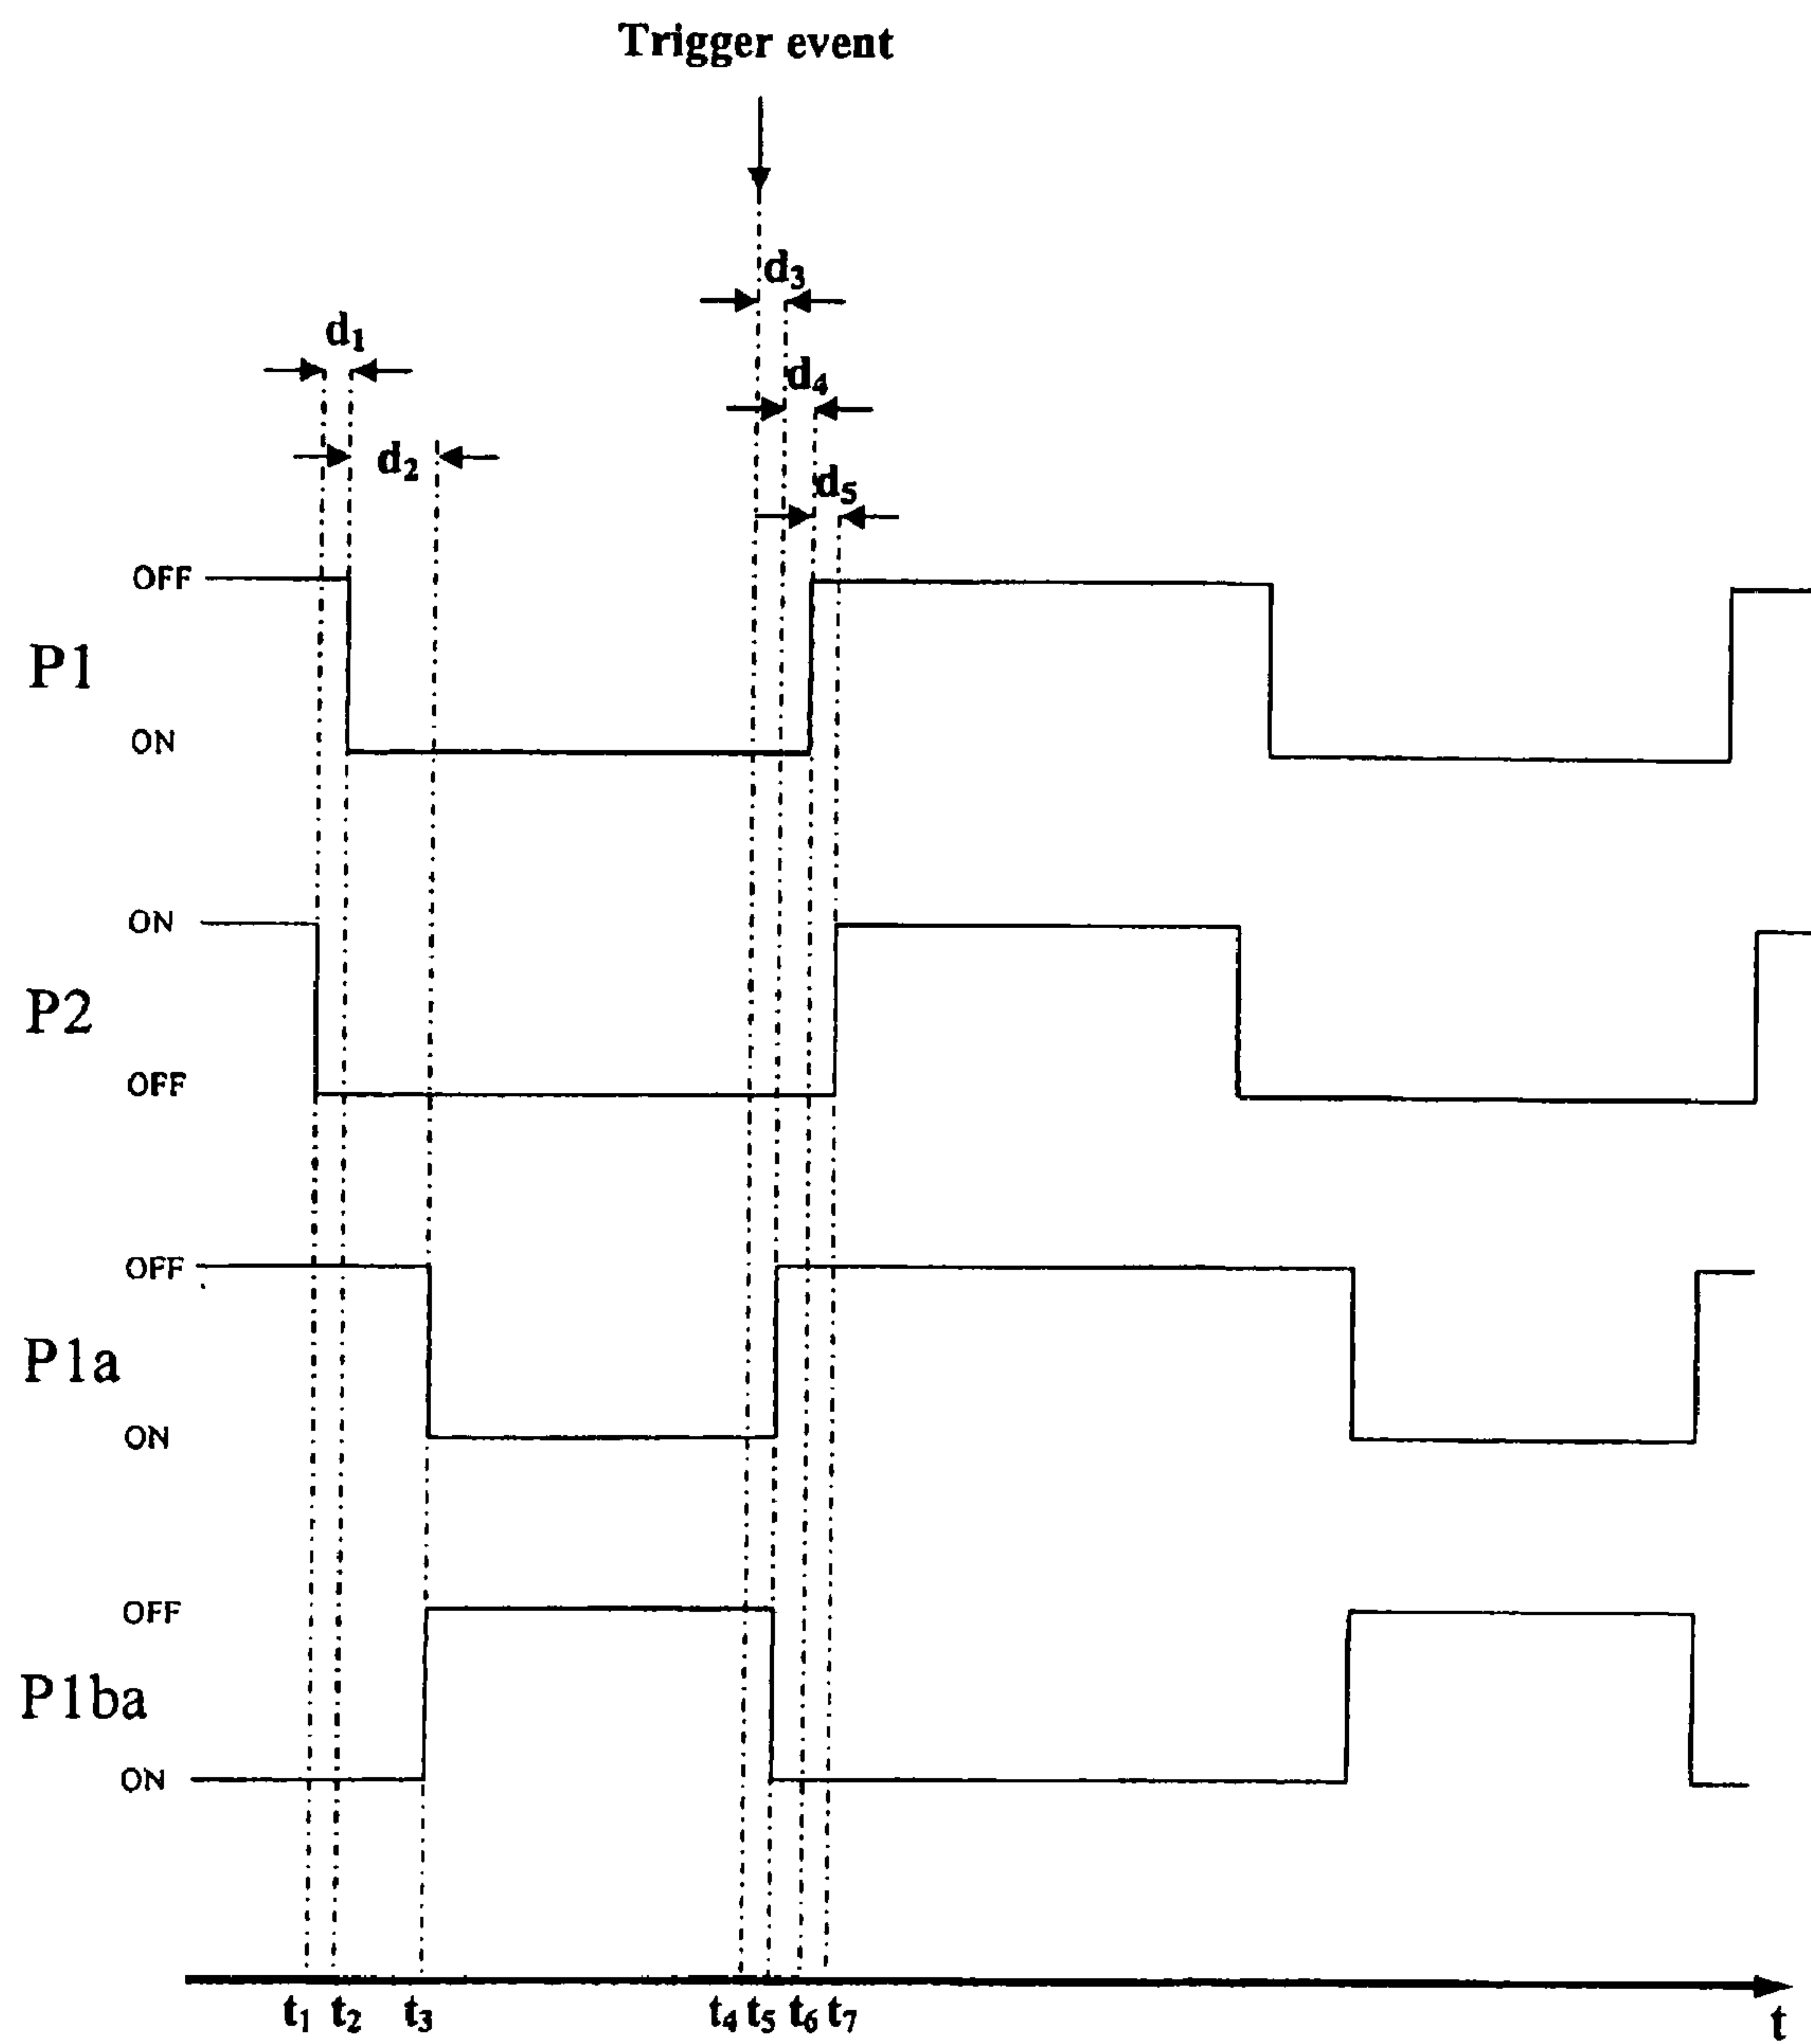 Trigger event
d₃
d₁
d₄
d₂
d₅
OFF
P1
ON
ON
P2
OFF
OFF
P1a
ON
OFF
P1ba
ON
t₁ t₂ t₃ t₄ t₅ t₆ t₇ t